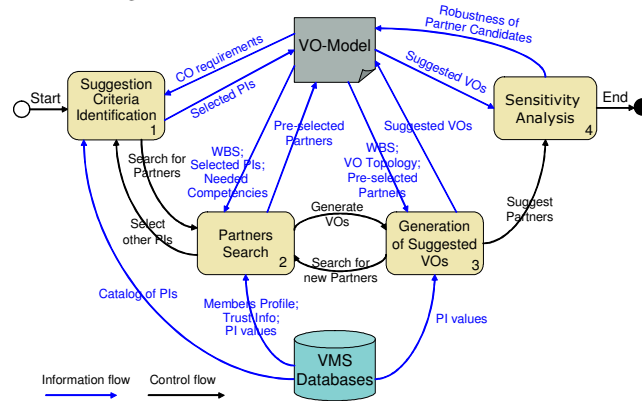 Robustness of
Partner Candidates
VO-Model
CO requirements
Selected PIs
Suggested VOs
Start
Suggestion
Criteria
Identification
1
Sensitivity
Analysis
4
End
Pre-selected
Partners
Suggested VOs
WBS;
Selected PIs;
Needed
Competencies
WBS;
VO Topology;
Pre-selected
Partners
Search for
Partners
Select
other PIs
Generate
VOs
Suggest
Partners
Partners
Search
2
Generation
of Suggested
VOs
3
Search for
new Partners
Catalog of PIs
Members Profile;
Trust Info;
PI values
PI values
VMS
Databases
Information flow
Control flow